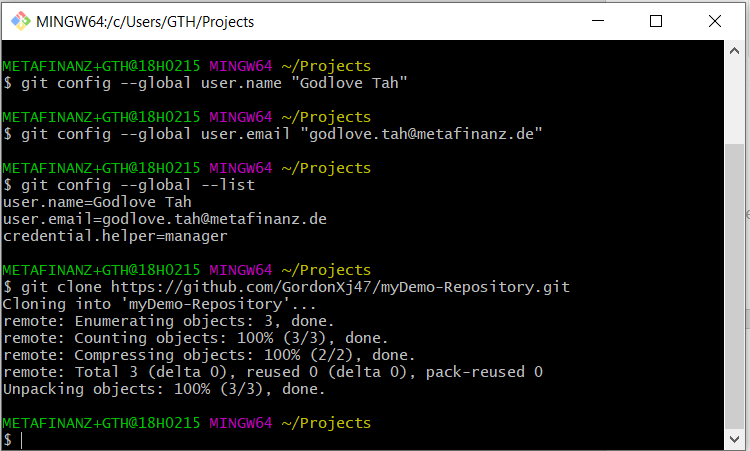 MINGW64:/c/Users/GTH/Projects
METAFINANZ+GTH@18H0215 MINGW64 ~/Projects
$ git config --global user.name "Godlove Tah"
METAFINANZ+GTH@18H0215 MINGW64 ~/Projects
$ git config --global user.email "godlove.tah@metafinanz.de"
METAFINANZ+GTH@18H0215 MINGW64 ~/Projects
$ git config --global --list
user.name=Godlove Tah
user.email=godlove.tah@metafinanz.de
credential.helper=manager
METAFINANZ+GTH@18H0215 MINGW64 ~/Projects
$ git clone https://github.com/GordonXj47/myDemo-Repository.git
Cloning into 'myDemo-Repository'...
remote: Enumerating objects: 3, done.
remote: Counting objects: 100% (3/3), done.
remote: Compressing objects: 100% (2/2), done.
remote: Total 3 (delta 0), reused 0 (delta 0), pack-reused 0
Unpacking objects: 100% (3/3), done.
METAFINANZ+GTH@18H0215 MINGW64 ~/Projects
$